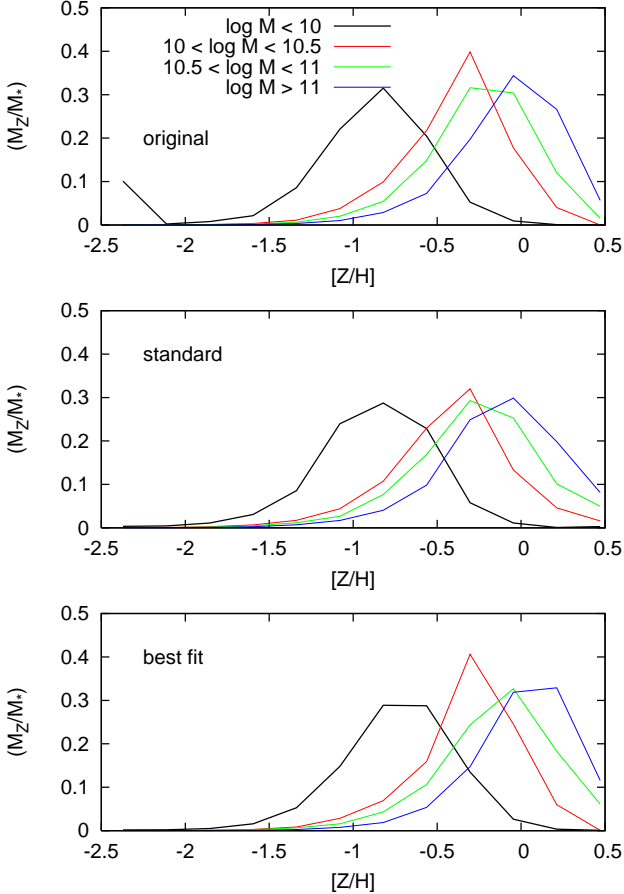 0.5
0.4
0.3
0.2
0.1
0
(M_Z/M_*)
log M < 10
10 < log M < 10.5
10.5 < log M < 11
log M > 11
original
-2.5 -2 -1.5 -1 -0.5 0 0.5
[Z/H]
0.5
0.4
0.3
0.2
0.1
0
(M_Z/M_*)
standard
-2.5 -2 -1.5 -1 -0.5 0 0.5
[Z/H]
0.5
0.4
0.3
0.2
0.1
0
(M_Z/M_*)
best fit
-2.5 -2 -1.5 -1 -0.5 0 0.5
[Z/H]